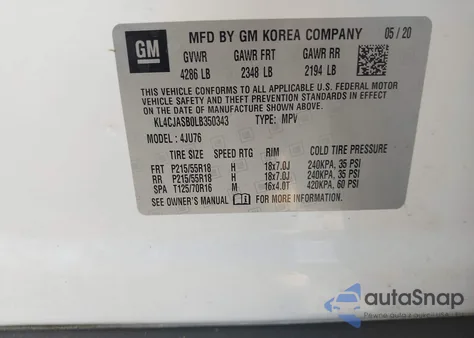 GM
MFD BY GM KOREA COMPANY 05/20
GVWR GAWR FRT GAWR RR
4286 LB 2348 LB 2194 LB
THIS VEHICLE CONFORMS TO ALL APPLICABLE U.S. FEDERAL MOTOR
VEHICLE SAFETY AND THEFT PREVENTION STANDARDS IN EFFECT
ON THE DATE OF MANUFACTURE SHOWN ABOVE.
KL4CJASB0LB350343 TYPE: MPV
MODEL: 4JU76
TIRE SIZE SPEED RTG RIM COLD TIRE PRESSURE
FRT P215/55R18 H 18x7.0J 240KPA, 35 PSI
RR P215/55R18 H 18x7.0J 240KPA, 35 PSI
SPA T125/70R16 M 16x4.0T 420KPA, 60 PSI
SEE OWNER'S MANUAL FOR MORE INFORMATION
autoSnap
Pewne auto z USA